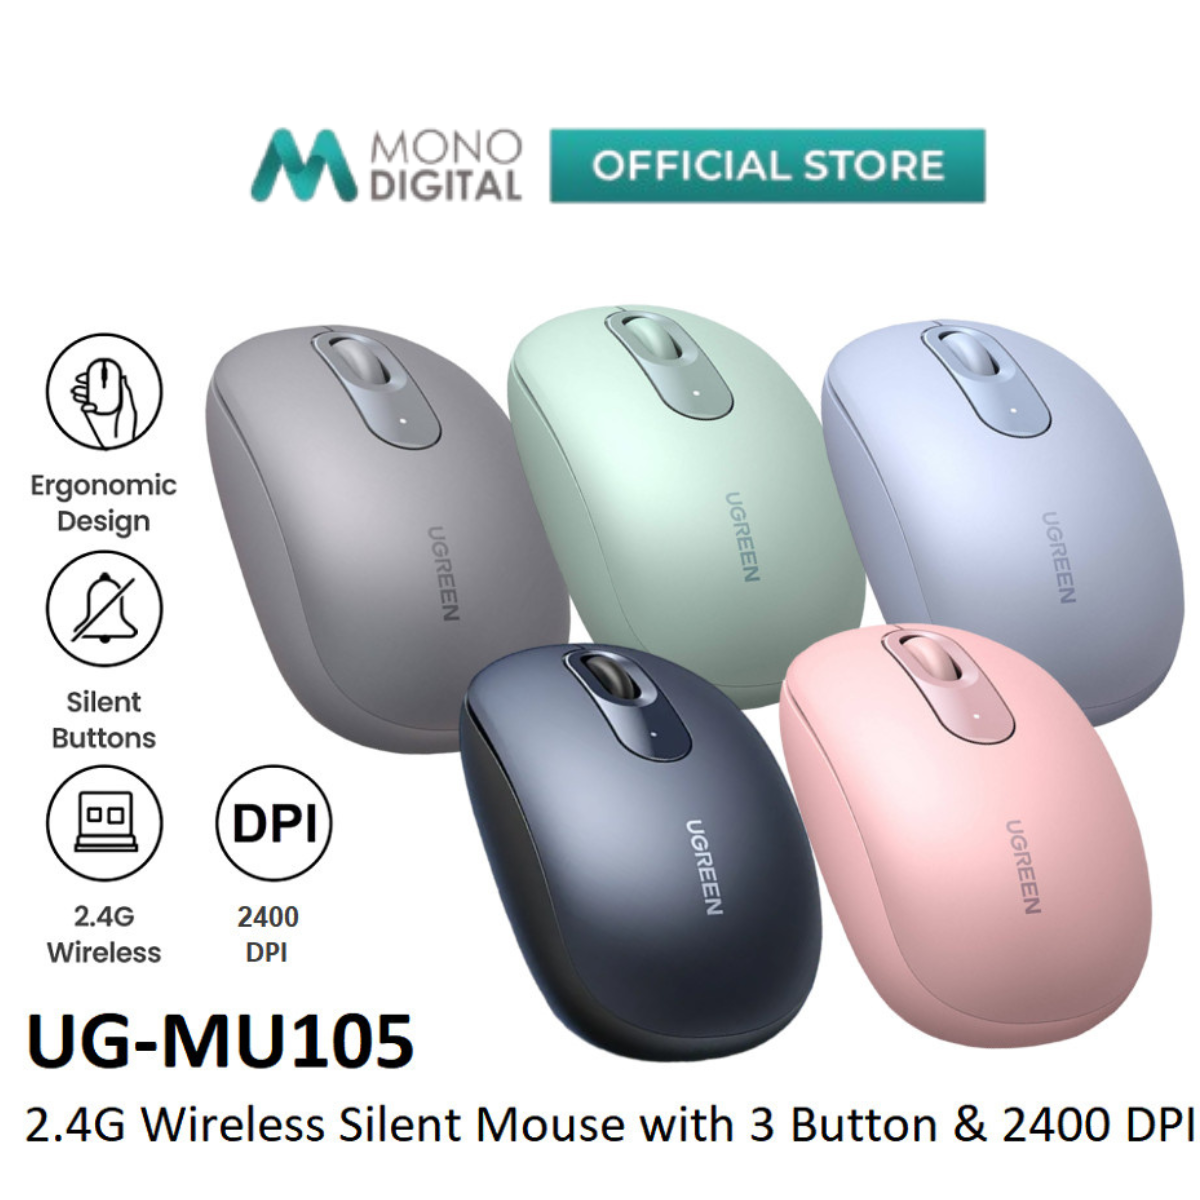 MONO
DIGITAL
OFFICIAL STORE
Ergonomic
Design
Silent
Buttons
2.4G
Wireless
DPI
2400
DPI
UGREEN
UGREEN
UGREEN
UGREEN
UGREEN
UG-MU105
2.4G Wireless Silent Mouse with 3 Button & 2400 DPI